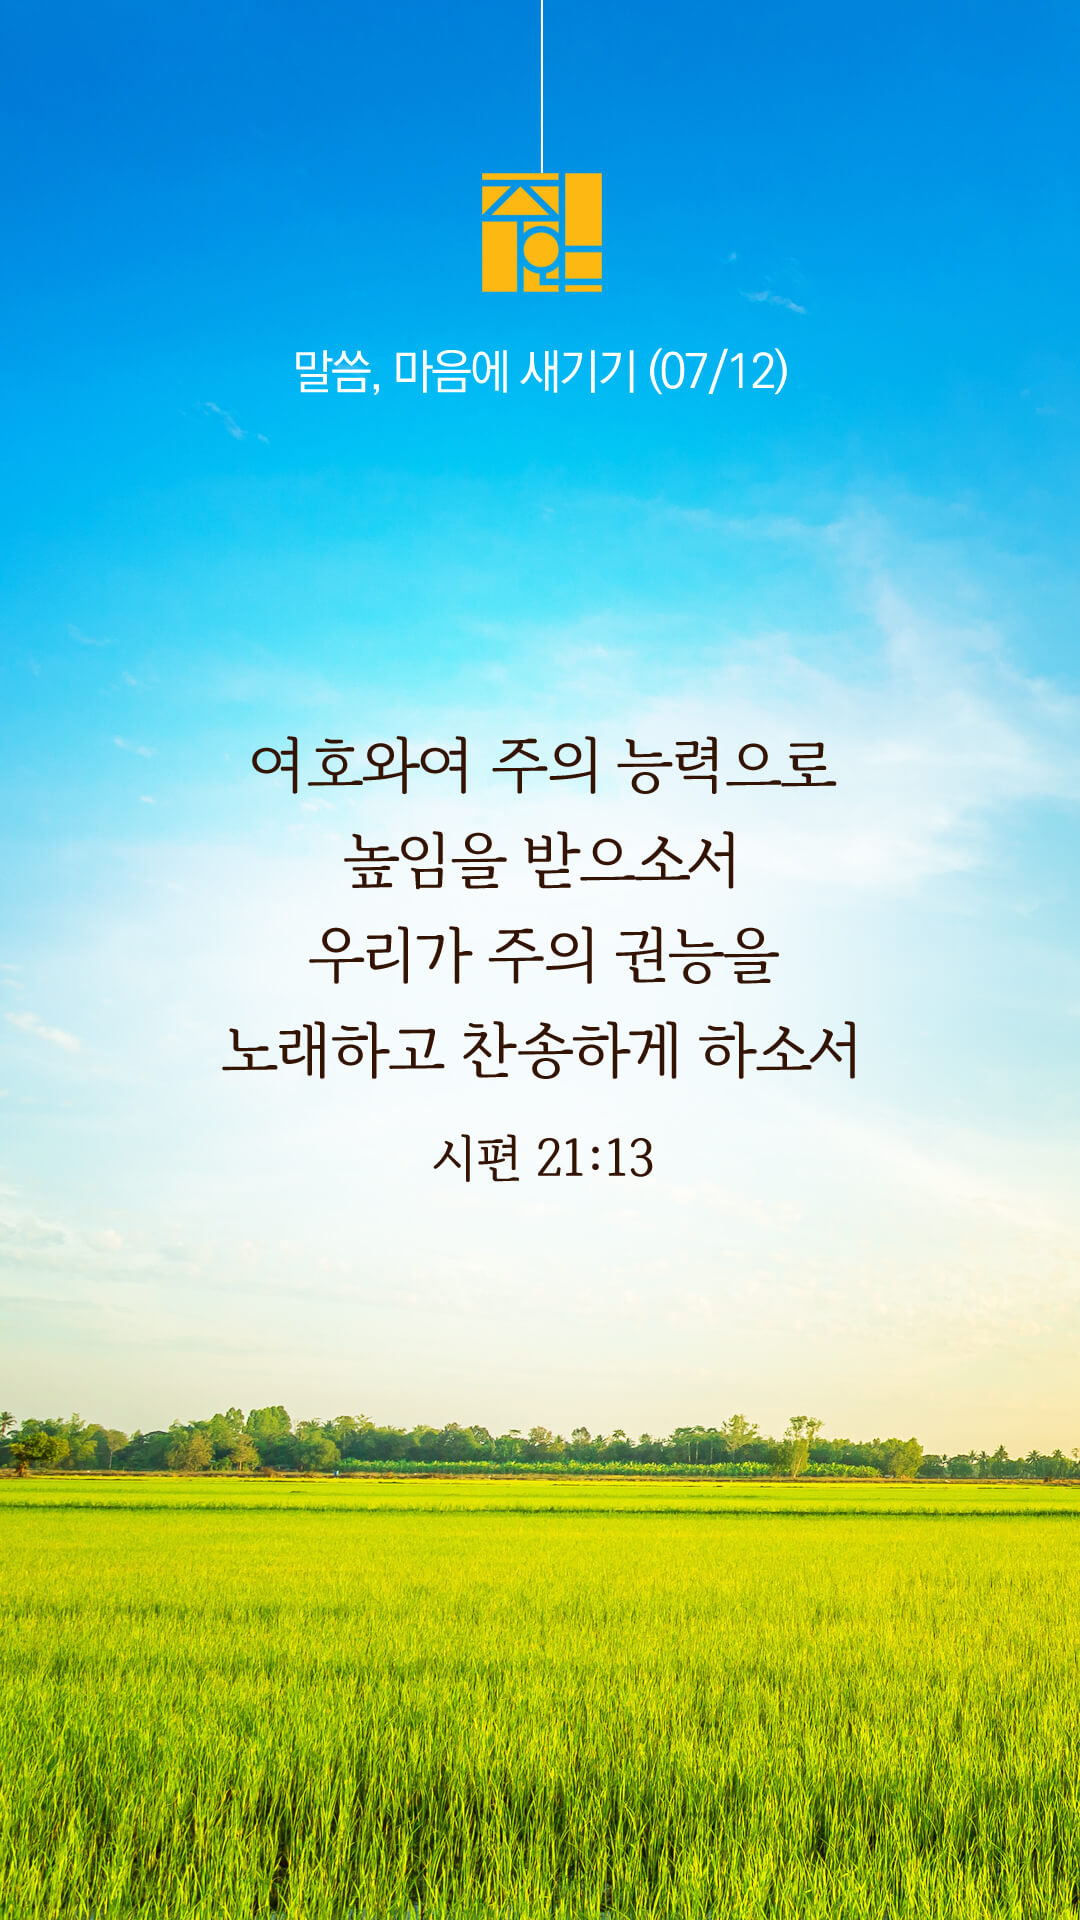 주인
말씀, 마음에 새기기 (07/12)
여호와여 주의 능력으로
높임을 받으소서
우리가 주의 권능을
노래하고 찬송하게 하소서
시편 21:13